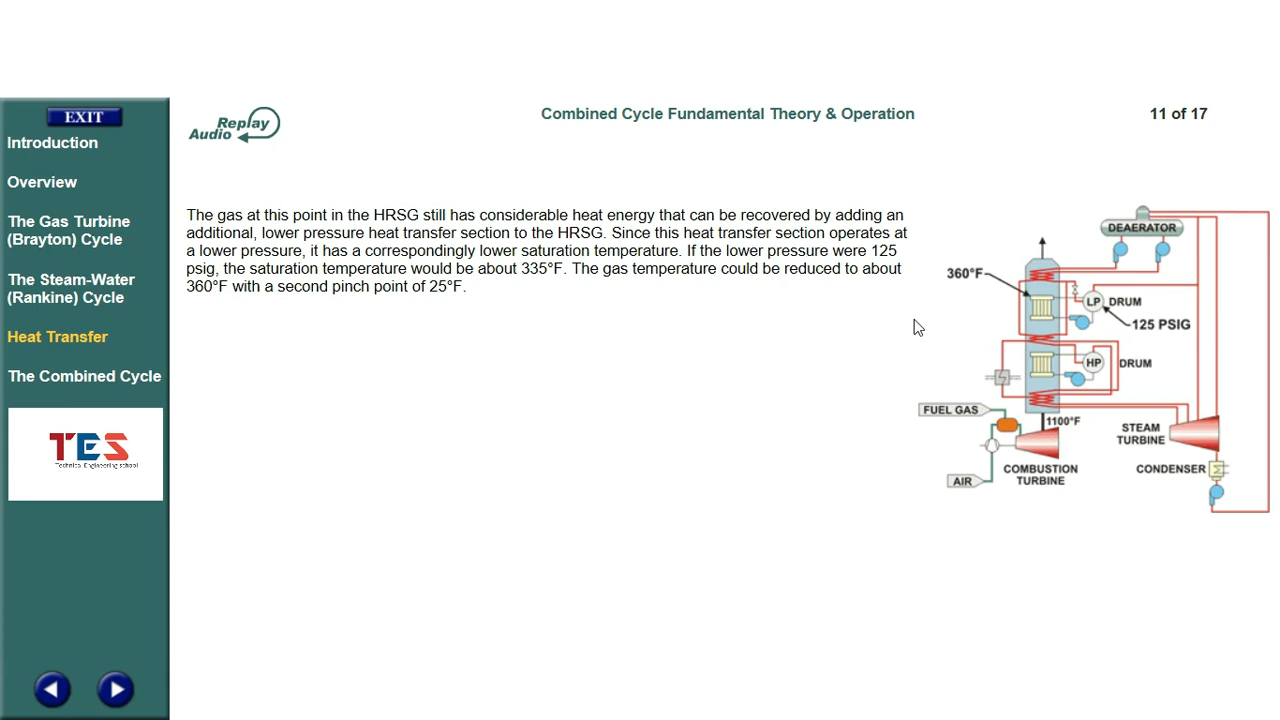 EXIT
Introduction
Overview
The Gas Turbine
(Brayton) Cycle
The Steam-Water
(Rankine) Cycle
Heat Transfer
The Combined Cycle
TES
Technical Engineering school
Replay
Audio
Combined Cycle Fundamental Theory & Operation
11 of 17
The gas at this point in the HRSG still has considerable heat energy that can be recovered by adding an
additional, lower pressure heat transfer section to the HRSG. Since this heat transfer section operates at
a lower pressure, it has a correspondingly lower saturation temperature. If the lower pressure were 125
psig, the saturation temperature would be about 335°F. The gas temperature could be reduced to about
360°F with a second pinch point of 25°F.
DEAERATOR
360°F
LP DRUM
125 PSIG
HP DRUM
FUEL GAS
1100°F
STEAM
TURBINE
CONDENSER
COMBUSTION
TURBINE
AIR